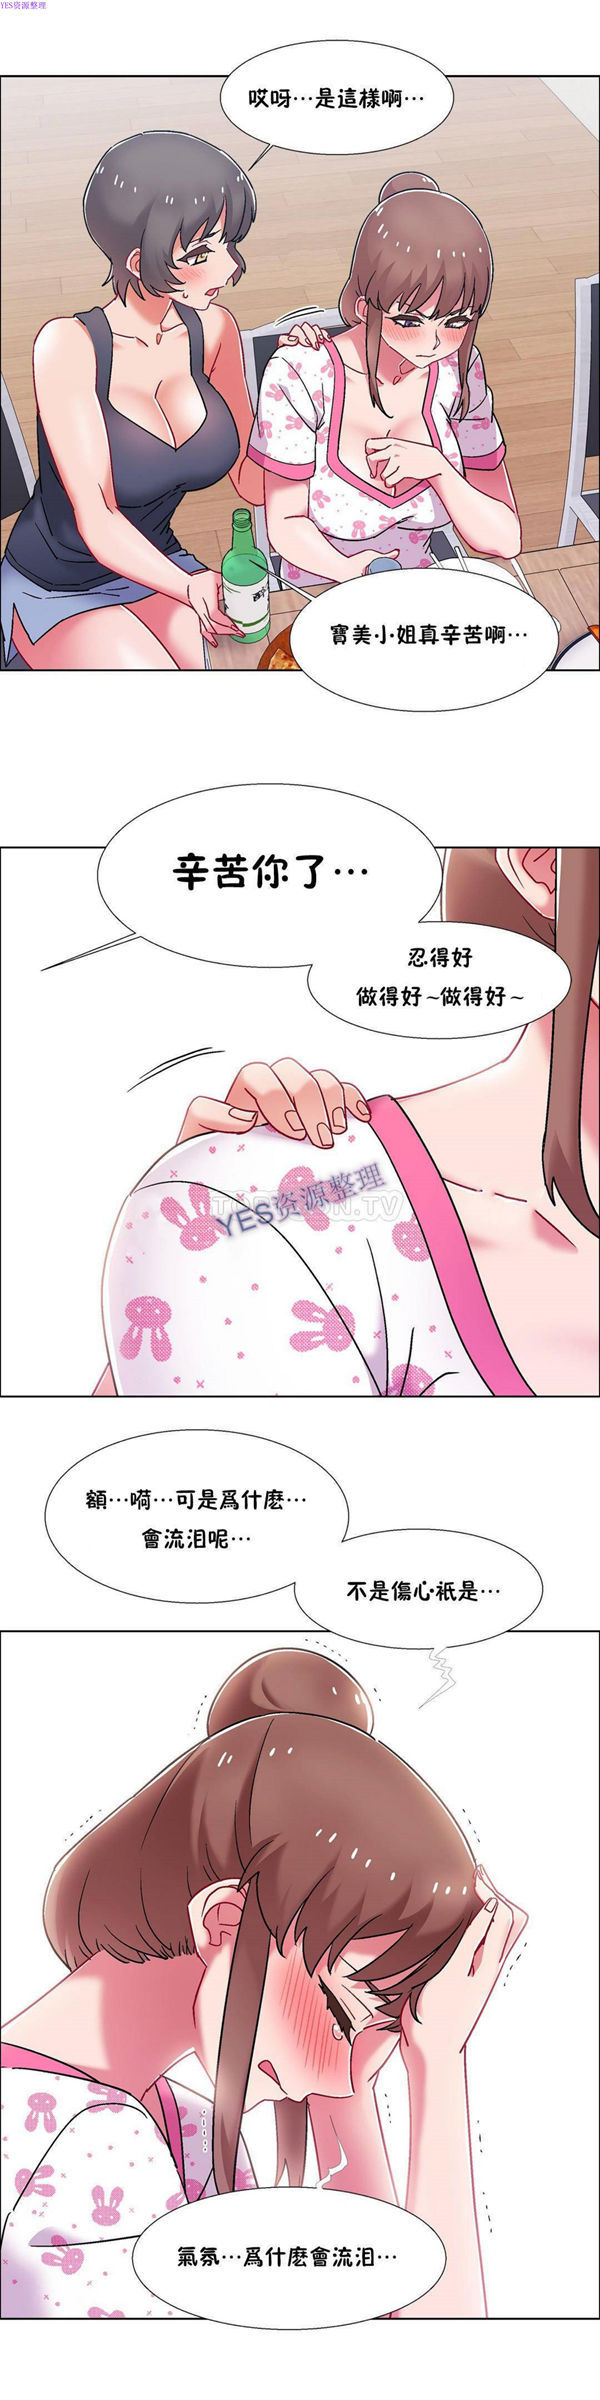 YES资源整理
哎呀…是這樣啊…
寶美小姐真辛苦啊…
辛苦你了…
忍得好
做得好~做得好~
YES资源整理
額…嗬…可是爲什麽…
會流泪呢…
不是傷心衹是…
氣氛…爲什麽會流泪…